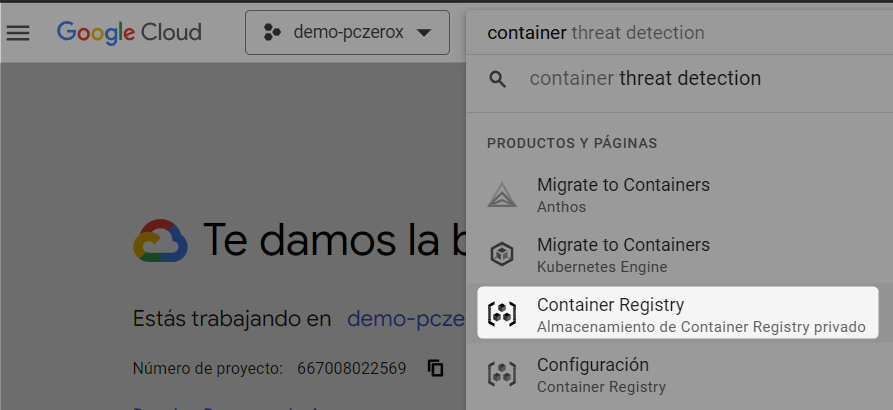 Google Cloud
demo-pczerox
container threat detection
container threat detection
PRODUCTOS Y PÁGINAS
Migrate to Containers
Anthos
Migrate to Containers
Kubernetes Engine
Container Registry
Almacenamiento de Container Registry privado
Configuración
Container Registry
Te damos la b
Estás trabajando en demo-pcze
Número de proyecto: 667008022569